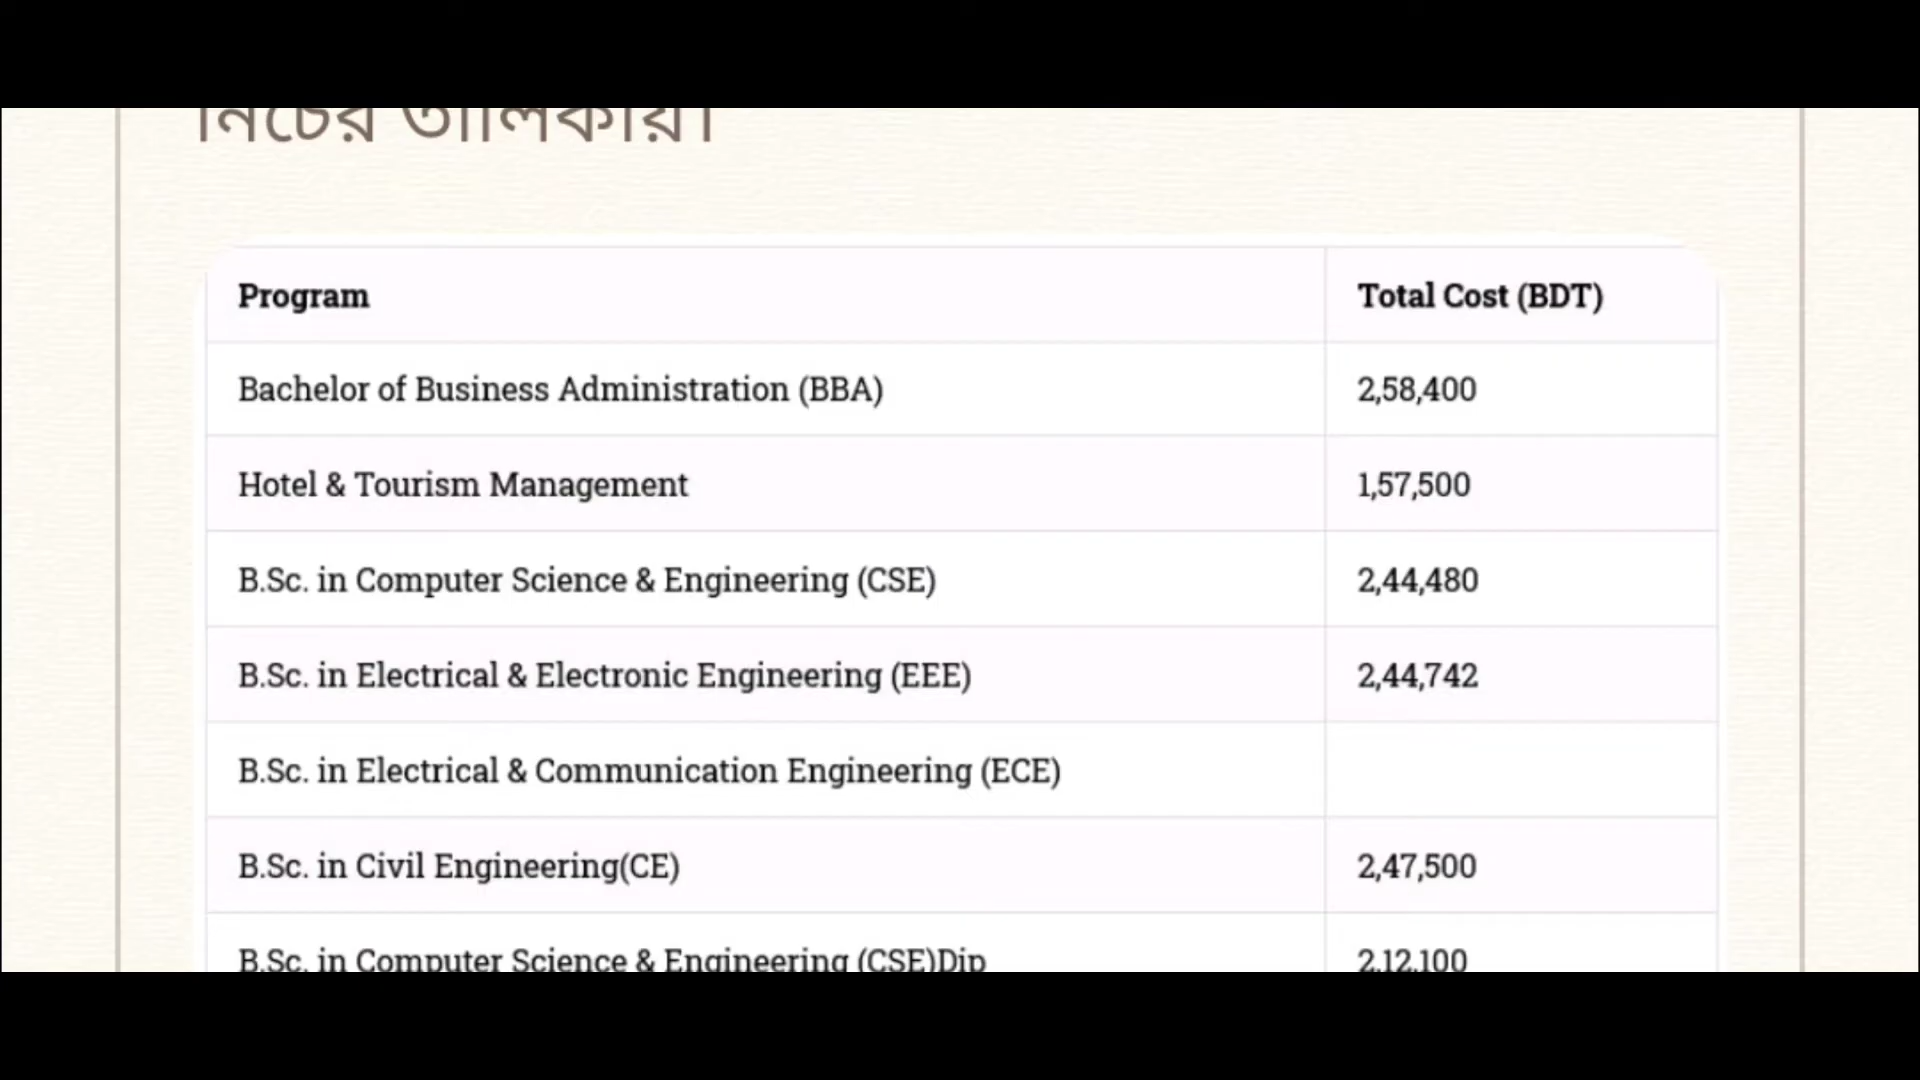 নিচের তালিকায়।
Program Total Cost (BDT)
Bachelor of Business Administration (BBA) 2,58,400
Hotel & Tourism Management 1,57,500
B.Sc. in Computer Science & Engineering (CSE) 2,44,480
B.Sc. in Electrical & Electronic Engineering (EEE) 2,44,742
B.Sc. in Electrical & Communication Engineering (ECE)
B.Sc. in Civil Engineering(CE) 2,47,500
B.Sc. in Computer Science & Engineering (CSE)Dip 2,12,100